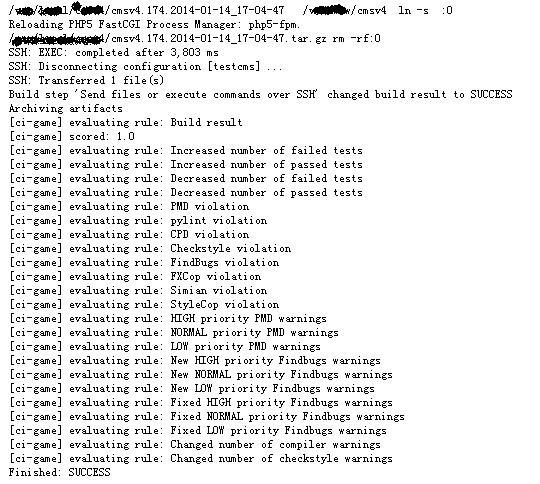 /cmsv4.174.2014-01-14_17-04-47 /cmsv4 ln -s :0
Reloading PHP5 FastCGI Process Manager: php5-fpm.
/cmsv4.174.2014-01-14_17-04-47.tar.gz rm -rf:0
SSH: EXEC: completed after 3,803 ms
SSH: Disconnecting configuration [testcms] ...
SSH: Transferred 1 file(s)
Build step 'Send files or execute commands over SSH' changed build result to SUCCESS
Archiving artifacts
[ci-game] evaluating rule: Build result
[ci-game] scored: 1.0
[ci-game] evaluating rule: Increased number of failed tests
[ci-game] evaluating rule: Increased number of passed tests
[ci-game] evaluating rule: Decreased number of failed tests
[ci-game] evaluating rule: Decreased number of passed tests
[ci-game] evaluating rule: PMD violation
[ci-game] evaluating rule: pylint violation
[ci-game] evaluating rule: CPD violation
[ci-game] evaluating rule: Checkstyle violation
[ci-game] evaluating rule: FindBugs violation
[ci-game] evaluating rule: FXCop violation
[ci-game] evaluating rule: Simian violation
[ci-game] evaluating rule: StyleCop violation
[ci-game] evaluating rule: HIGH priority PMD warnings
[ci-game] evaluating rule: NORMAL priority PMD warnings
[ci-game] evaluating rule: LOW priority PMD warnings
[ci-game] evaluating rule: New HIGH priority Findbugs warnings
[ci-game] evaluating rule: New NORMAL priority Findbugs warnings
[ci-game] evaluating rule: New LOW priority Findbugs warnings
[ci-game] evaluating rule: Fixed HIGH priority Findbugs warnings
[ci-game] evaluating rule: Fixed NORMAL priority Findbugs warnings
[ci-game] evaluating rule: Fixed LOW priority Findbugs warnings
[ci-game] evaluating rule: Changed number of compiler warnings
[ci-game] evaluating rule: Changed number of checkstyle warnings
Finished: SUCCESS